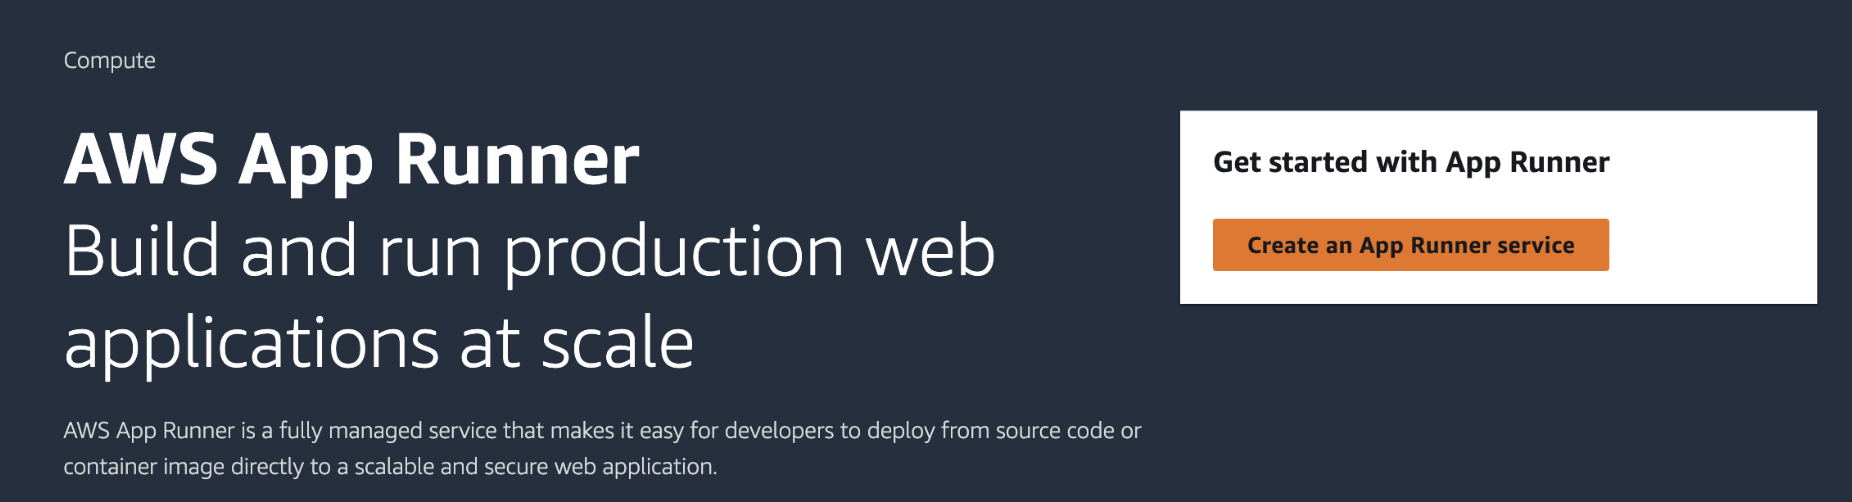 Compute
AWS App Runner
Build and run production web
applications at scale
AWS App Runner is a fully managed service that makes it easy for developers to deploy from source code or
container image directly to a scalable and secure web application.
Get started with App Runner
Create an App Runner service